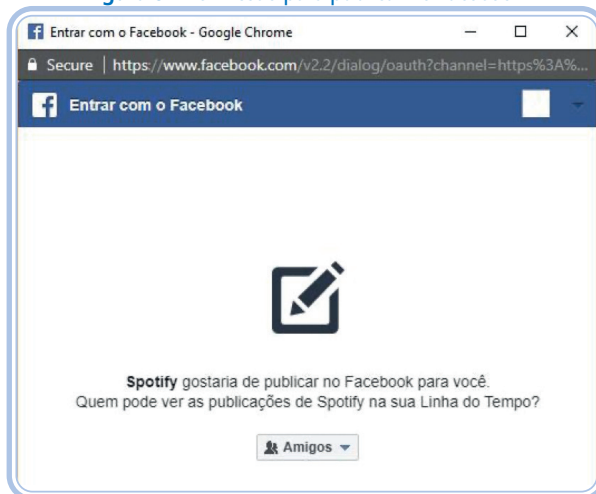 Entrar com o Facebook - Google Chrome
Secure | https://www.facebook.com/v2.2/dialog/oauth?channel=https%3A%...
Entrar com o Facebook
Spotify gostaria de publicar no Facebook para você.
Quem pode ver as publicações de Spotify na sua Linha do Tempo?
Amigos